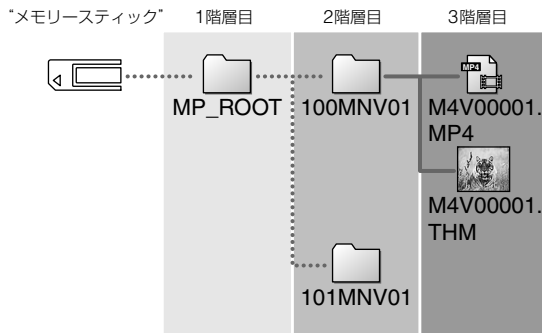 “メモリースティック” 1階層目 2階層目 3階層目
MP4
MP_ROOT 100MNV01 M4V00001.
MP4
M4V00001.
THM
101MNV01